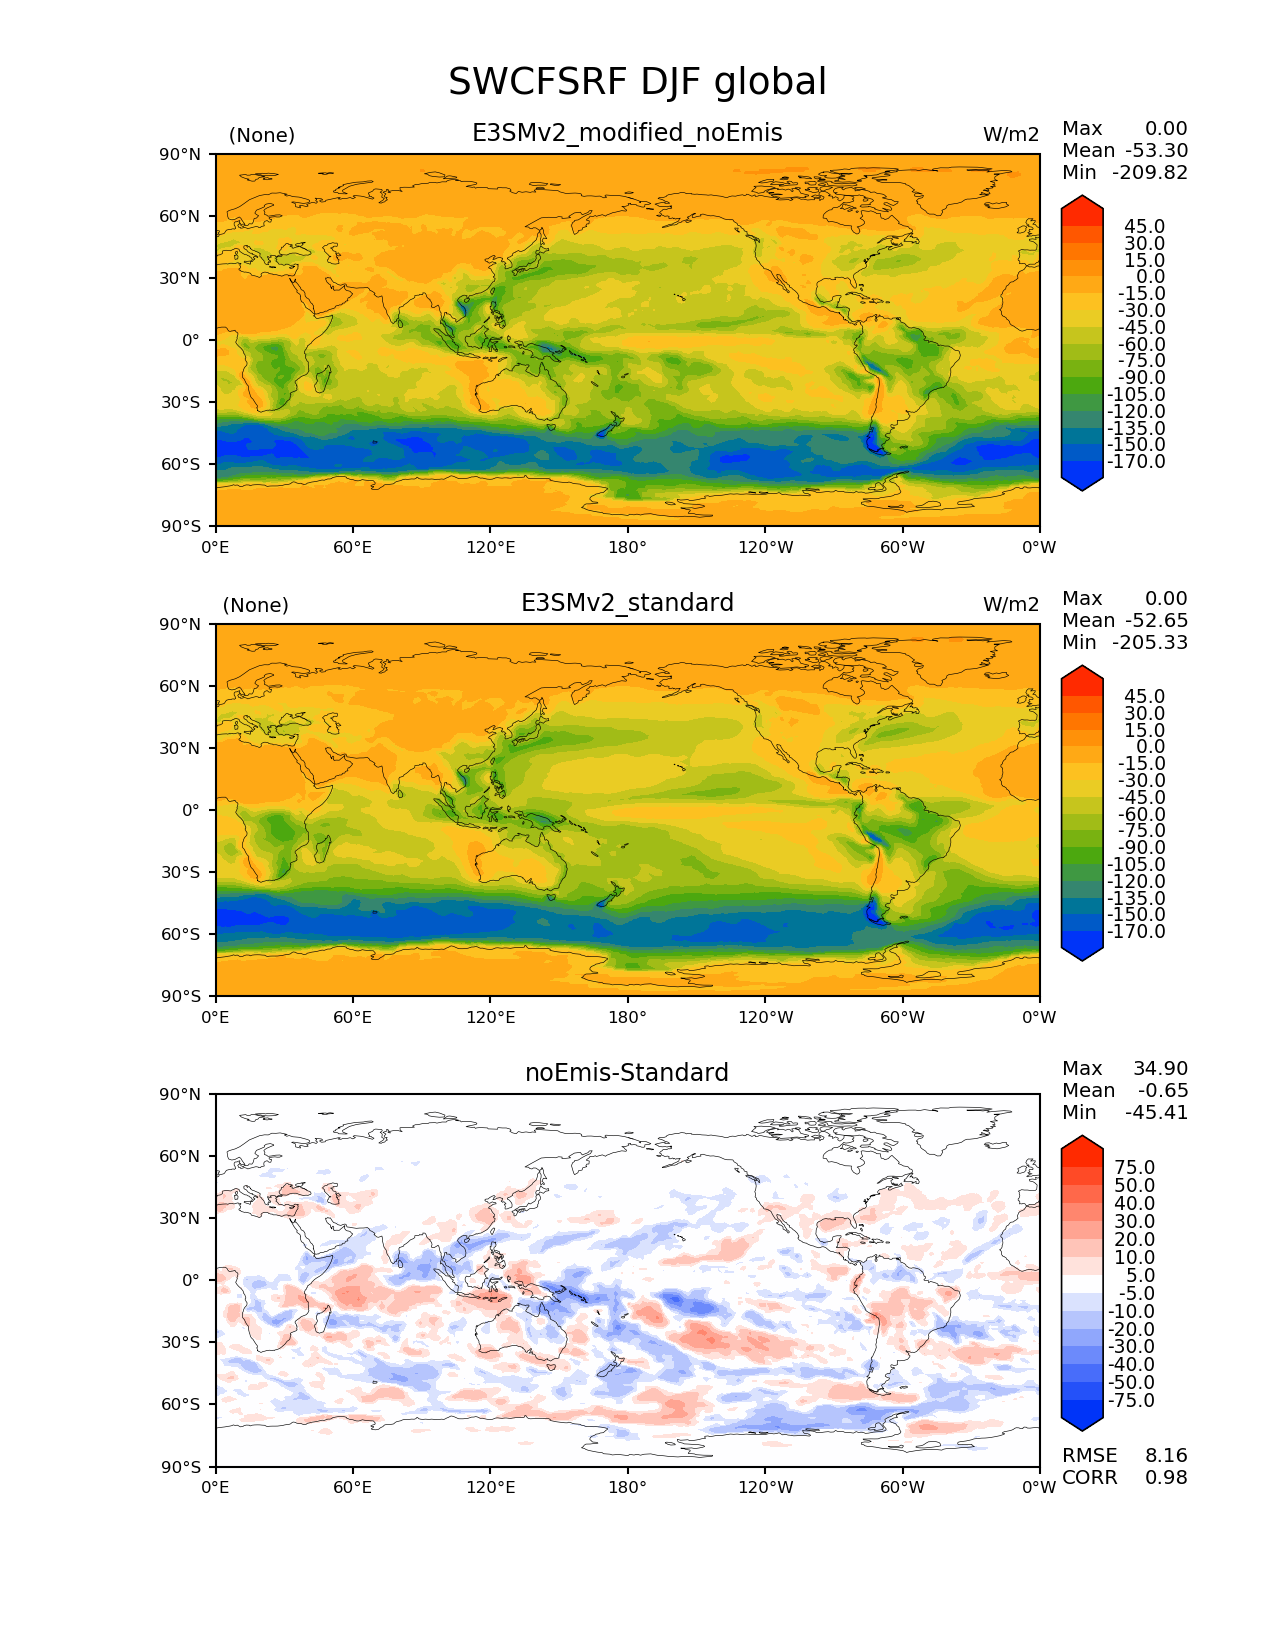 SWCFSRF DJF global
(None) E3SMv2_modified_noEmis W/m2
Max 0.00
Mean -53.30
Min -209.82
90°N
60°N
30°N
0°
30°S
60°S
90°S
0°E 60°E 120°E 180° 120°W 60°W 0°W
45.0
30.0
15.0
0.0
-15.0
-30.0
-45.0
-60.0
-75.0
-90.0
-105.0
-120.0
-135.0
-150.0
-170.0
(None) E3SMv2_standard W/m2
Max 0.00
Mean -52.65
Min -205.33
90°N
60°N
30°N
0°
30°S
60°S
90°S
0°E 60°E 120°E 180° 120°W 60°W 0°W
45.0
30.0
15.0
0.0
-15.0
-30.0
-45.0
-60.0
-75.0
-90.0
-105.0
-120.0
-135.0
-150.0
-170.0
noEmis-Standard
Max 34.90
Mean -0.65
Min -45.41
90°N
60°N
30°N
0°
30°S
60°S
90°S
0°E 60°E 120°E 180° 120°W 60°W 0°W
75.0
50.0
40.0
30.0
20.0
10.0
5.0
-5.0
-10.0
-20.0
-30.0
-40.0
-50.0
-75.0
RMSE 8.16
CORR 0.98